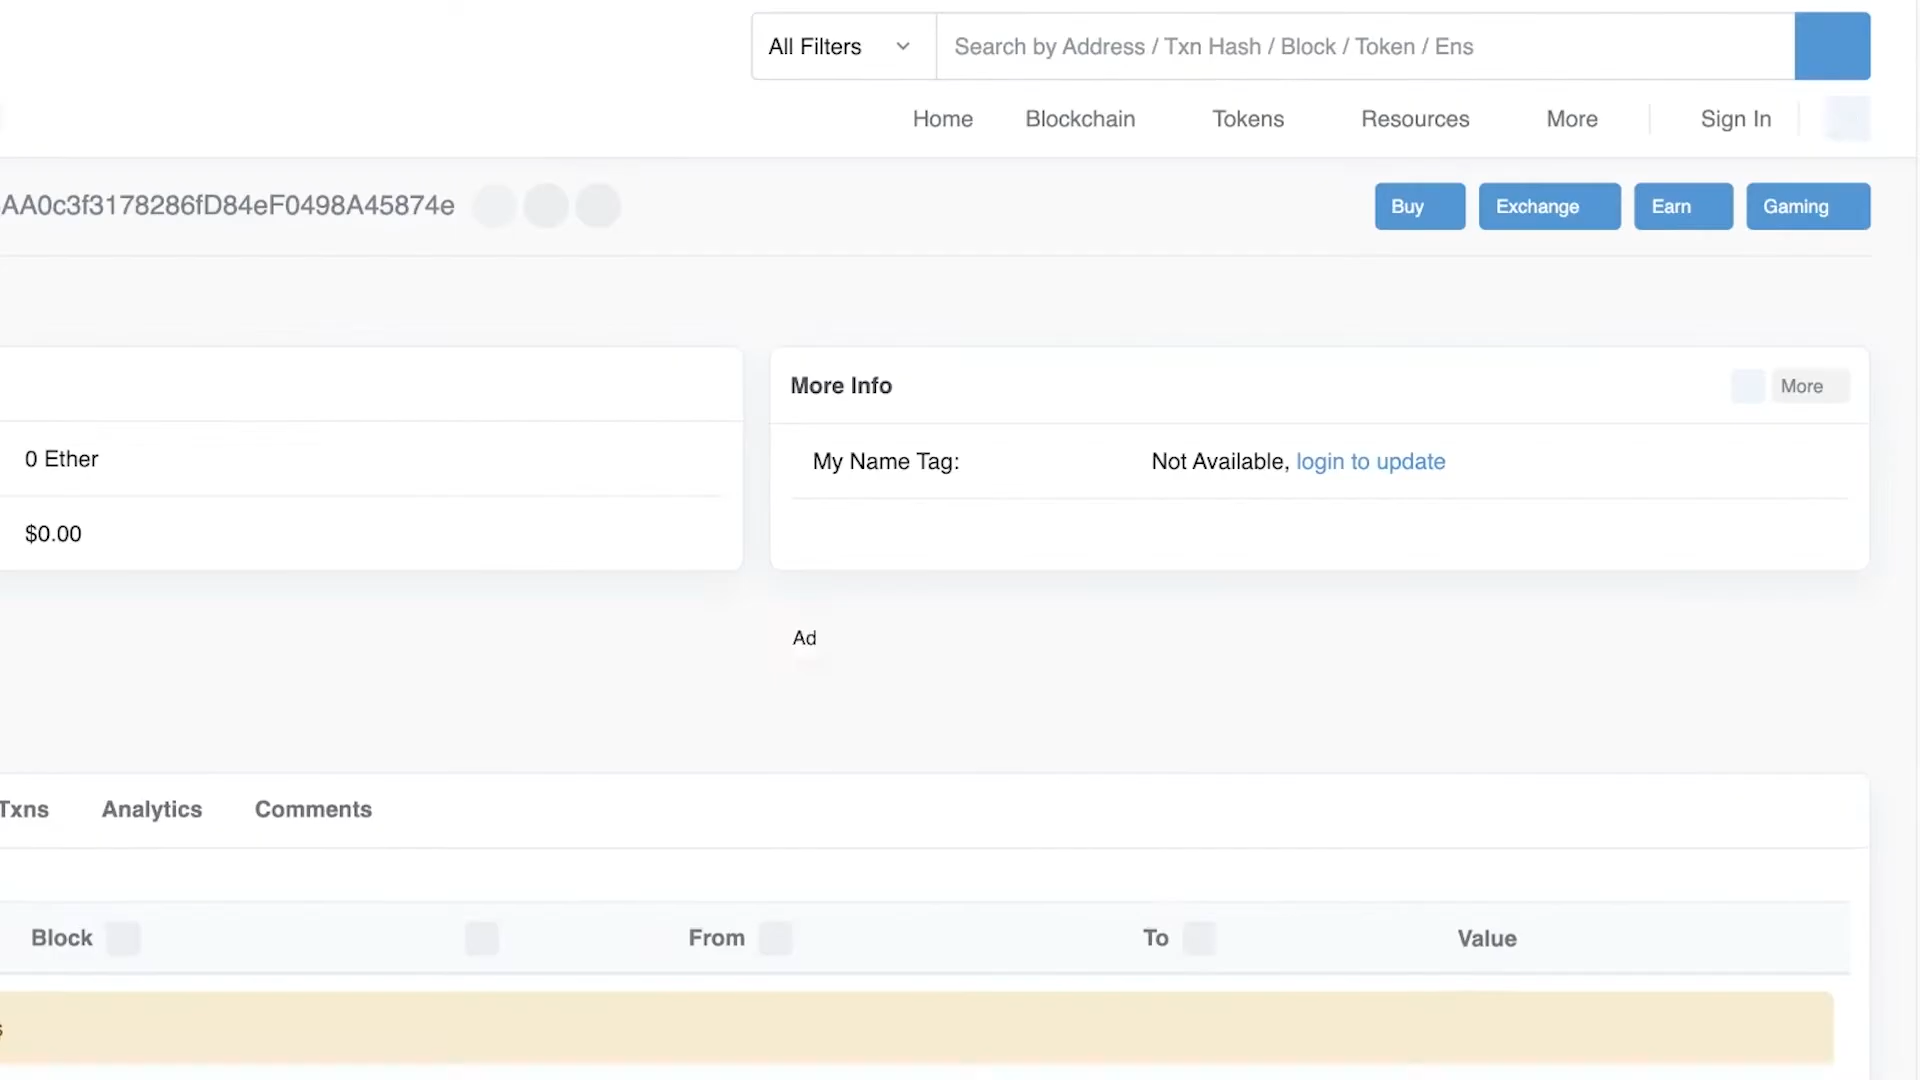 All Filters Search by Address / Txn Hash / Block / Token / Ens
Home Blockchain Tokens Resources More Sign In
AA0c3f3178286fD84eF0498A45874e Buy Exchange Earn Gaming
More Info More
0 Ether
My Name Tag: Not Available, login to update
$0.00
Ad
Txns Analytics Comments
Block From To Value